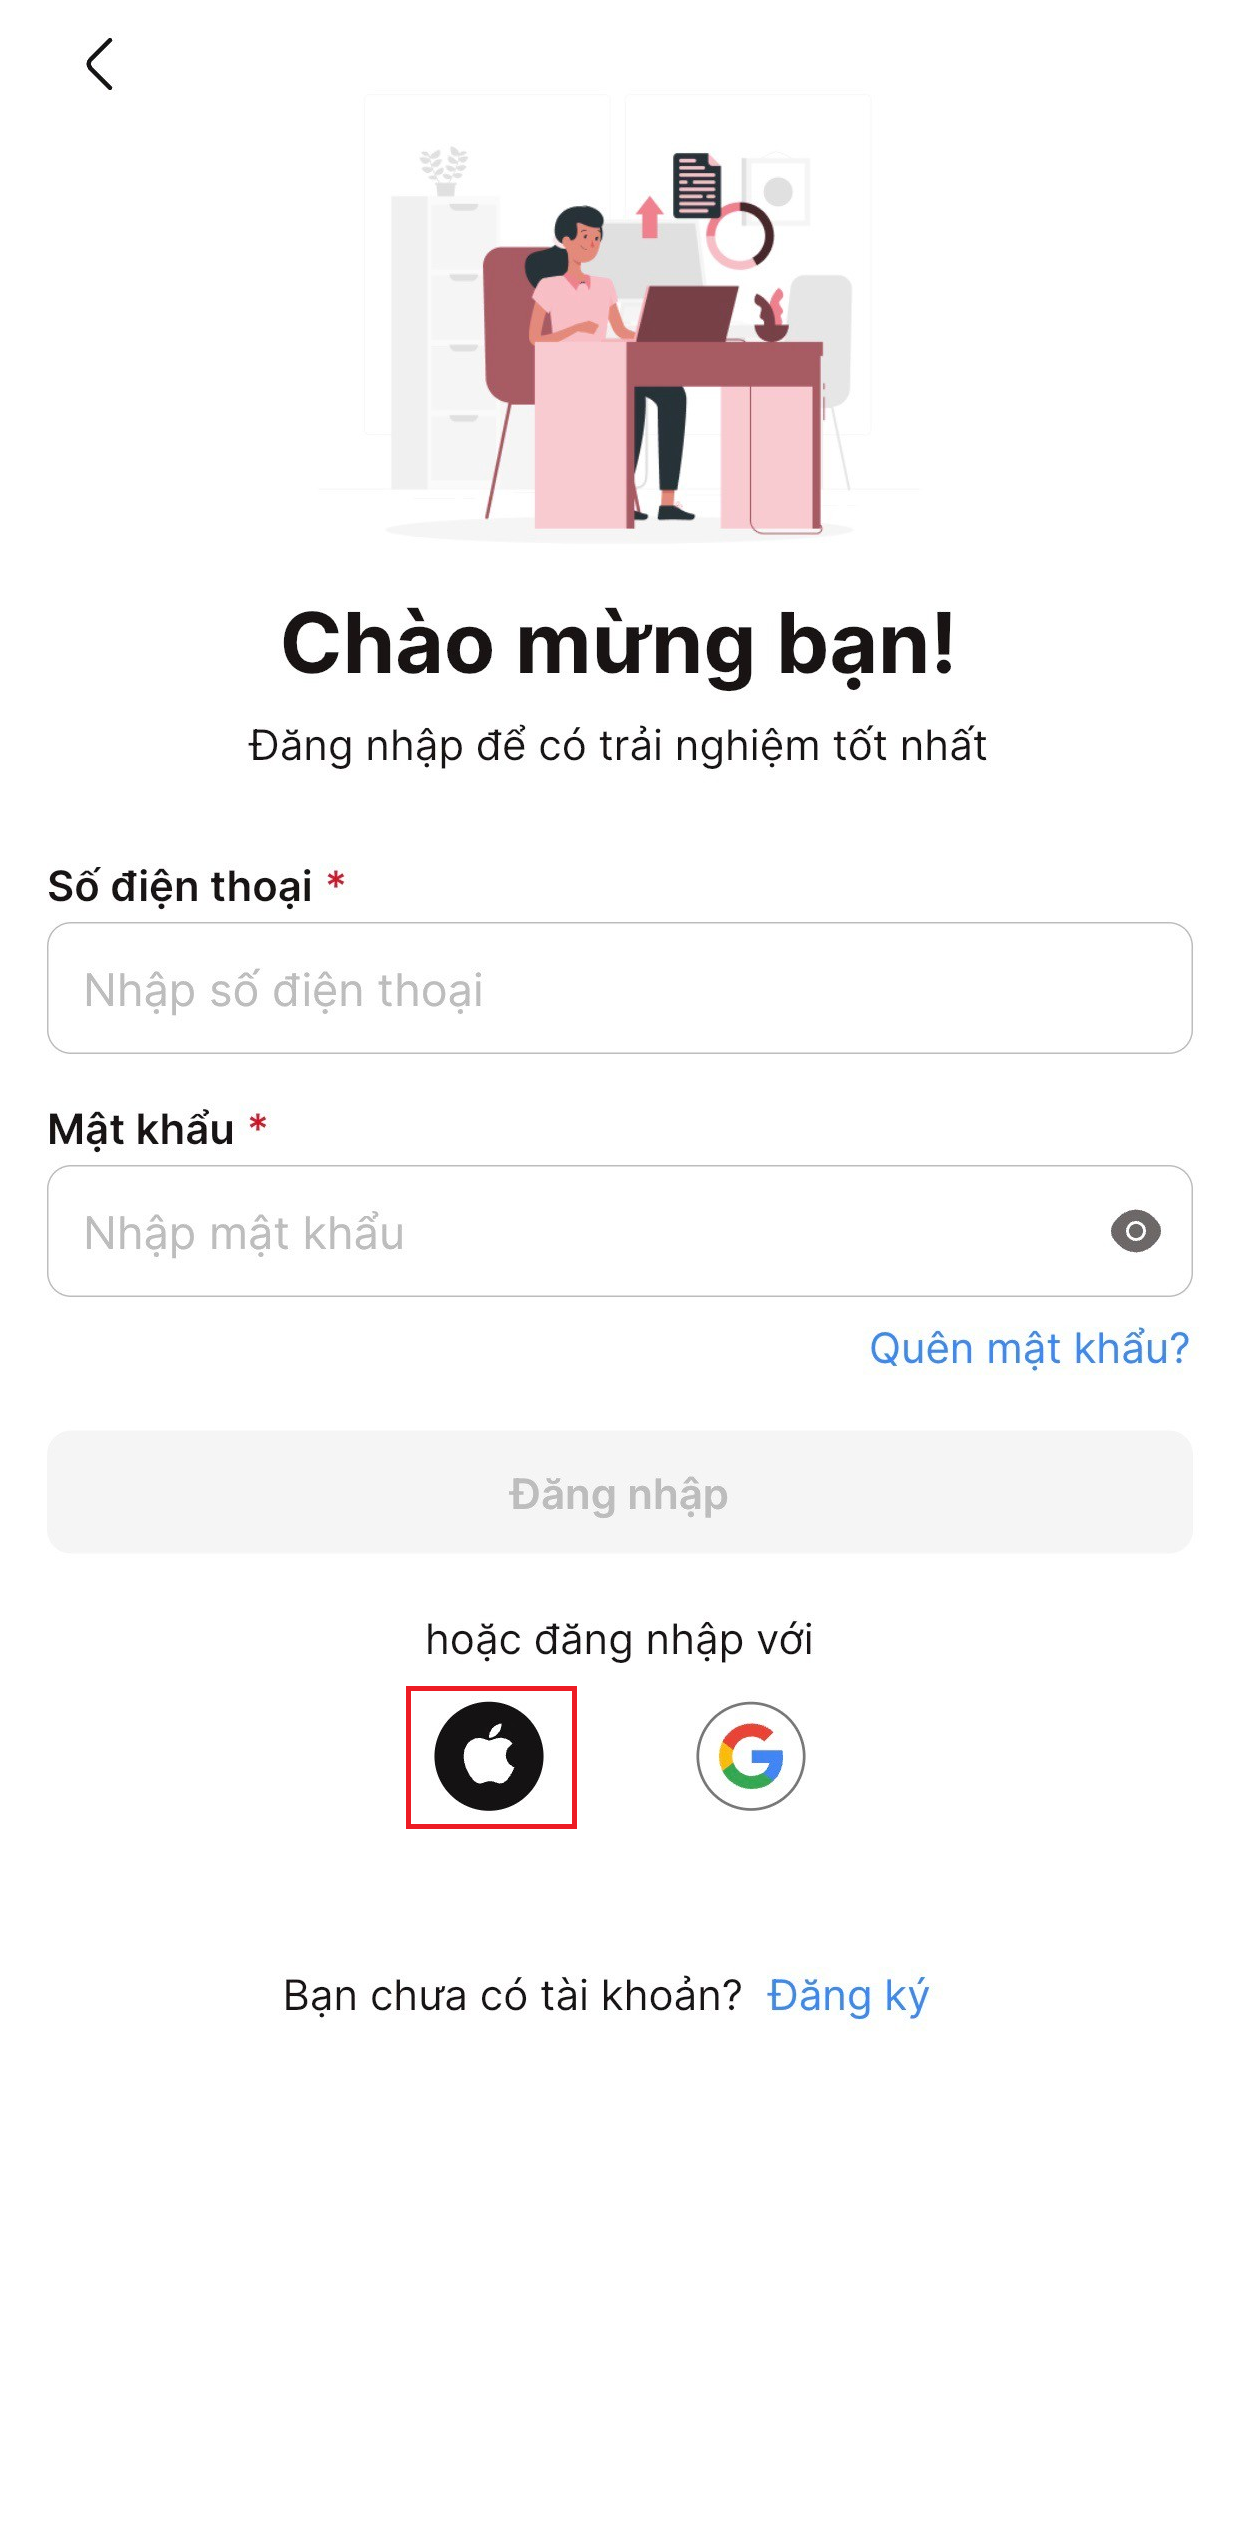 Chào mừng bạn!
Đăng nhập để có trải nghiệm tốt nhất
Số điện thoại *
Nhập số điện thoại
Mật khẩu *
Nhập mật khẩu
Quên mật khẩu?
Đăng nhập
hoặc đăng nhập với
Bạn chưa có tài khoản? Đăng ký